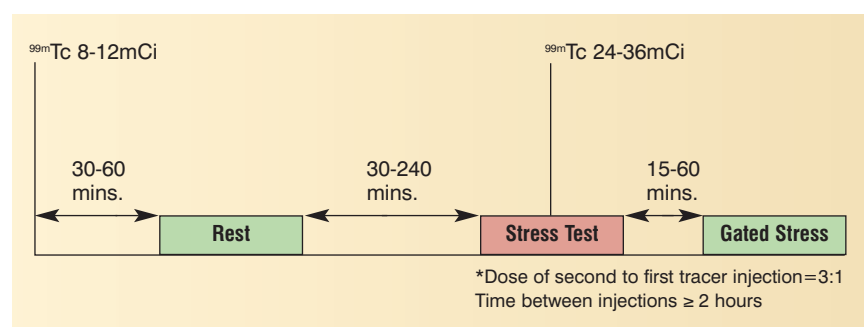 99mTc 8-12mCi
99mTc 24-36mCi
30-60
mins.
30-240
mins.
15-60
mins.
Rest
Stress Test
Gated Stress
*Dose of second to first tracer injection=3:1
Time between injections ≥ 2 hours